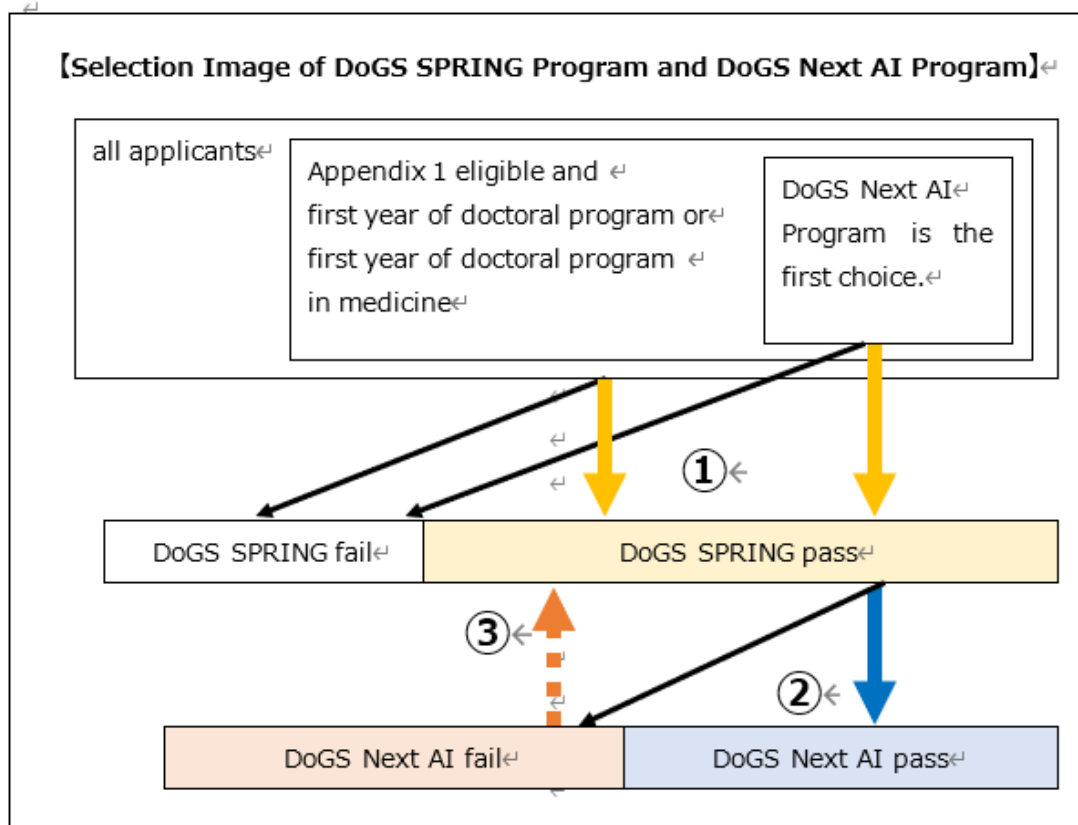 【Selection Image of DoGS SPRING Program and DoGS Next AI Program】
all applicants
Appendix 1 eligible and
first year of doctoral program or
first year of doctoral program
in medicine
DoGS Next AI
Program is the
first choice.
①
DoGS SPRING fail
DoGS SPRING pass
③
②
DoGS Next AI fail
DoGS Next AI pass